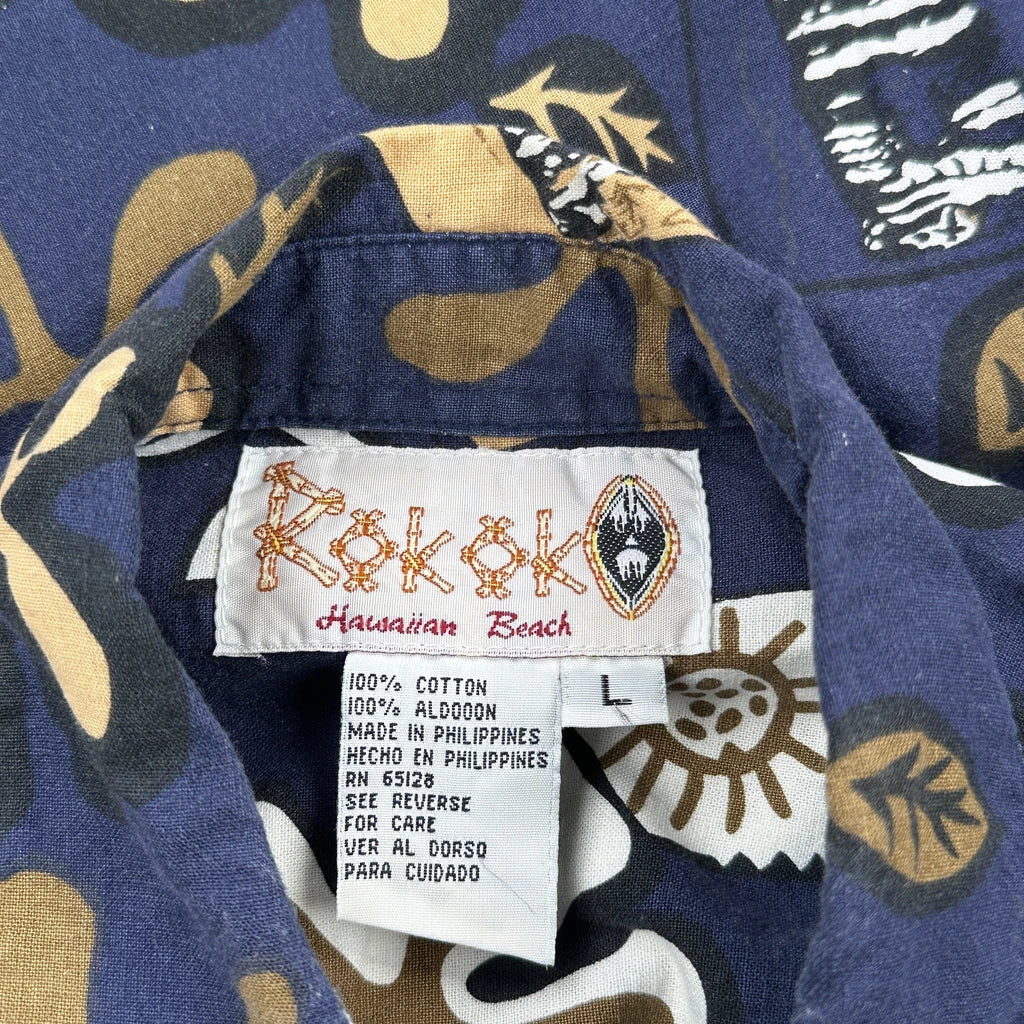 Kokok
Hawaiian Beach
L
100% COTTON
100% ALDOOON
MADE IN PHILIPPINES
HECHO EN PHILIPPINES
RN 65128
SEE REVERSE
FOR CARE
VER AL DORSO
PARA CUIDADO